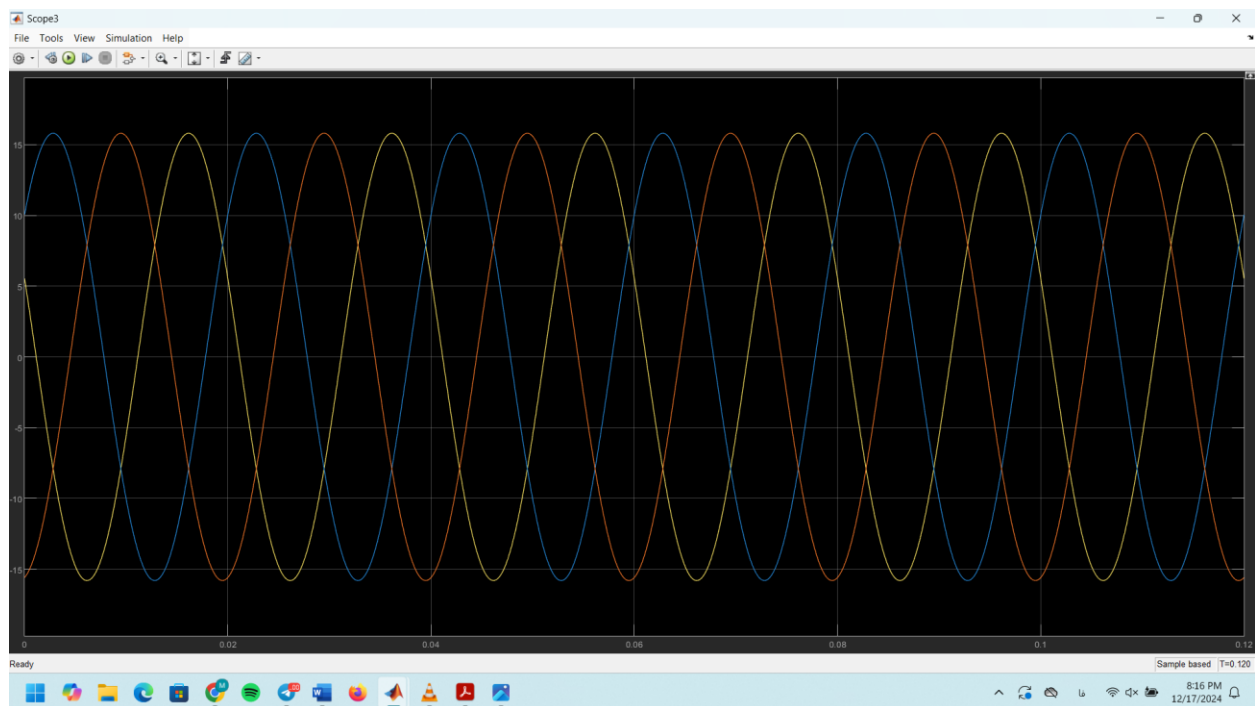 Scope3
File Tools View Simulation Help
15
10
5
0
-5
-10
-15
0 0.02 0.04 0.06 0.08 0.1 0.12
Ready Sample based T=0.120
فا 8:16 PM
12/17/2024